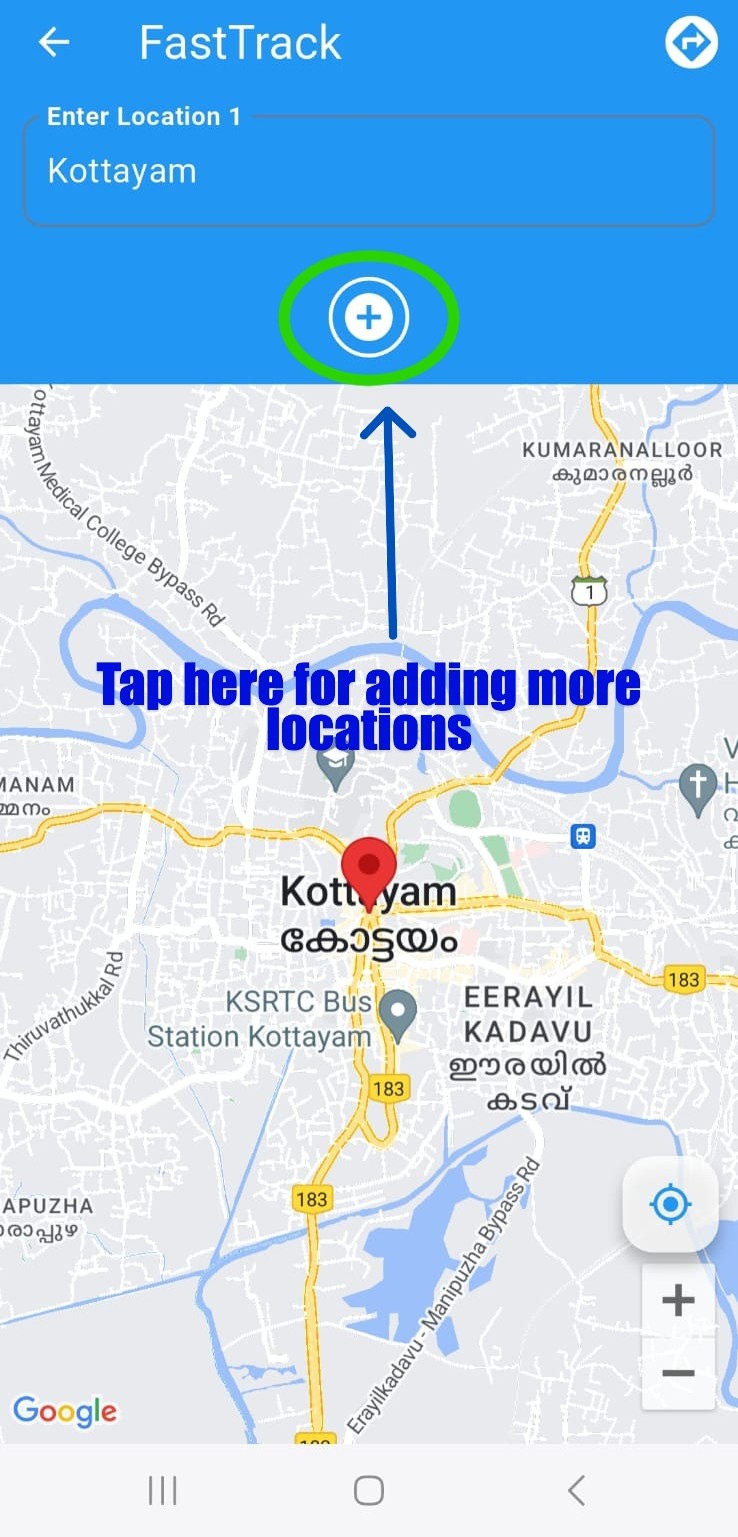 FastTrack
Enter Location 1
Kottayam
ottayam Medical College Bypass Rd
KUMARANALLOOR
കുമാരനല്ലൂർ
1
Tap here for adding more
locations
MANAM
മ്മനം
V
H
Kottayam
കോട്ടയം
183
Thiruvathukkal Rd
KSRTC Bus
Station Kottayam
EERAYIL
KADAVU
ഈരയിൽ
കടവ്
183
183
APUZHA
രാപ്പുഴ
Erayilkadavu - Manipuzha Bypass Rd
Google